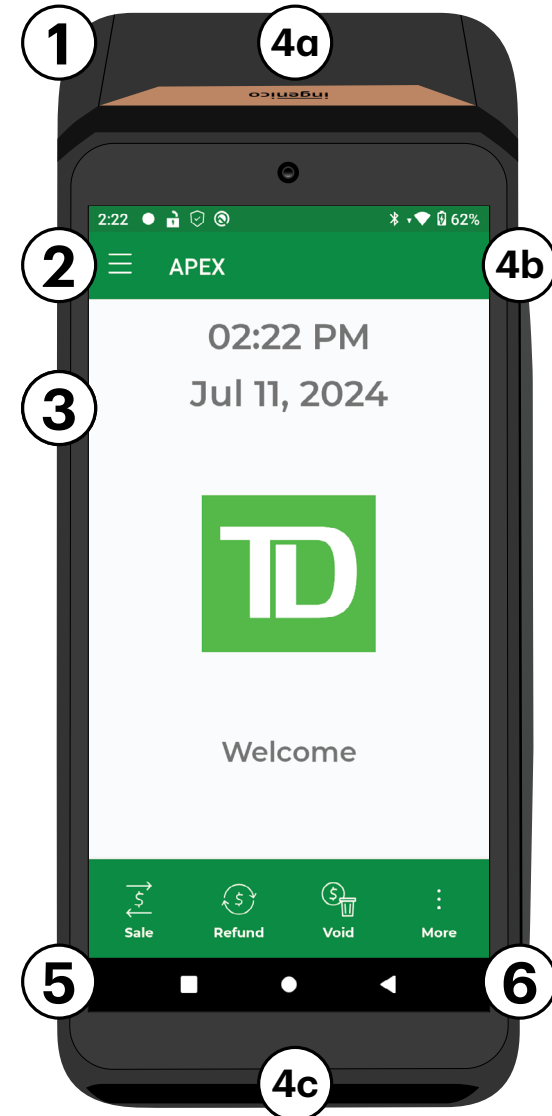 1
4a
ingenico
2:22 62%
2
APEX
4b
02:22 PM
3
Jul 11, 2024
TD
Welcome
$ $ $
Sale Refund Void More
5
6
4c